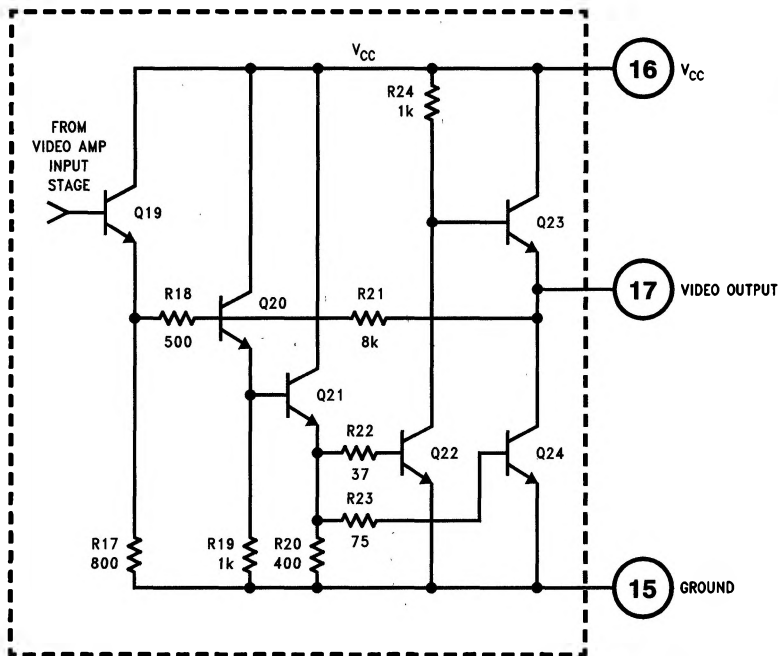 VCC
16 VCC
R24
1k
FROM
VIDEO AMP
INPUT
STAGE
Q19
Q23
R18
500
Q20
R21
8k
17 VIDEO OUTPUT
Q21
R22
37
Q22
Q24
R23
75
R17
800
R19
1k
R20
400
15 GROUND